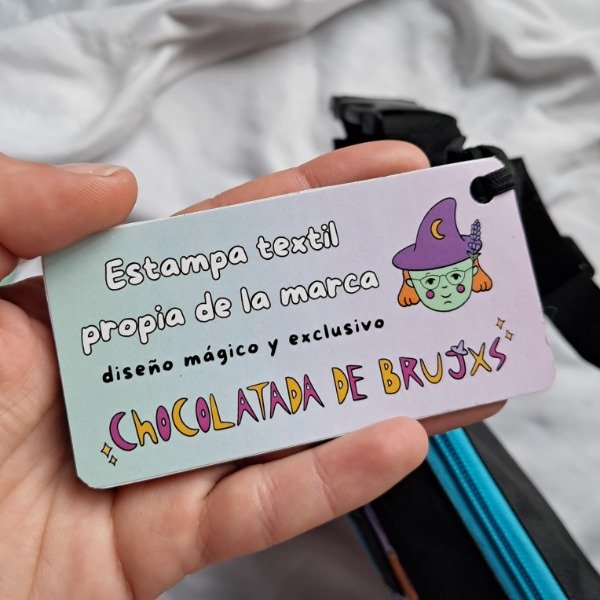 Estampa textil
propia de la marca
diseño mágico y exclusivo
CHOCOLATADA DE BRUJXS